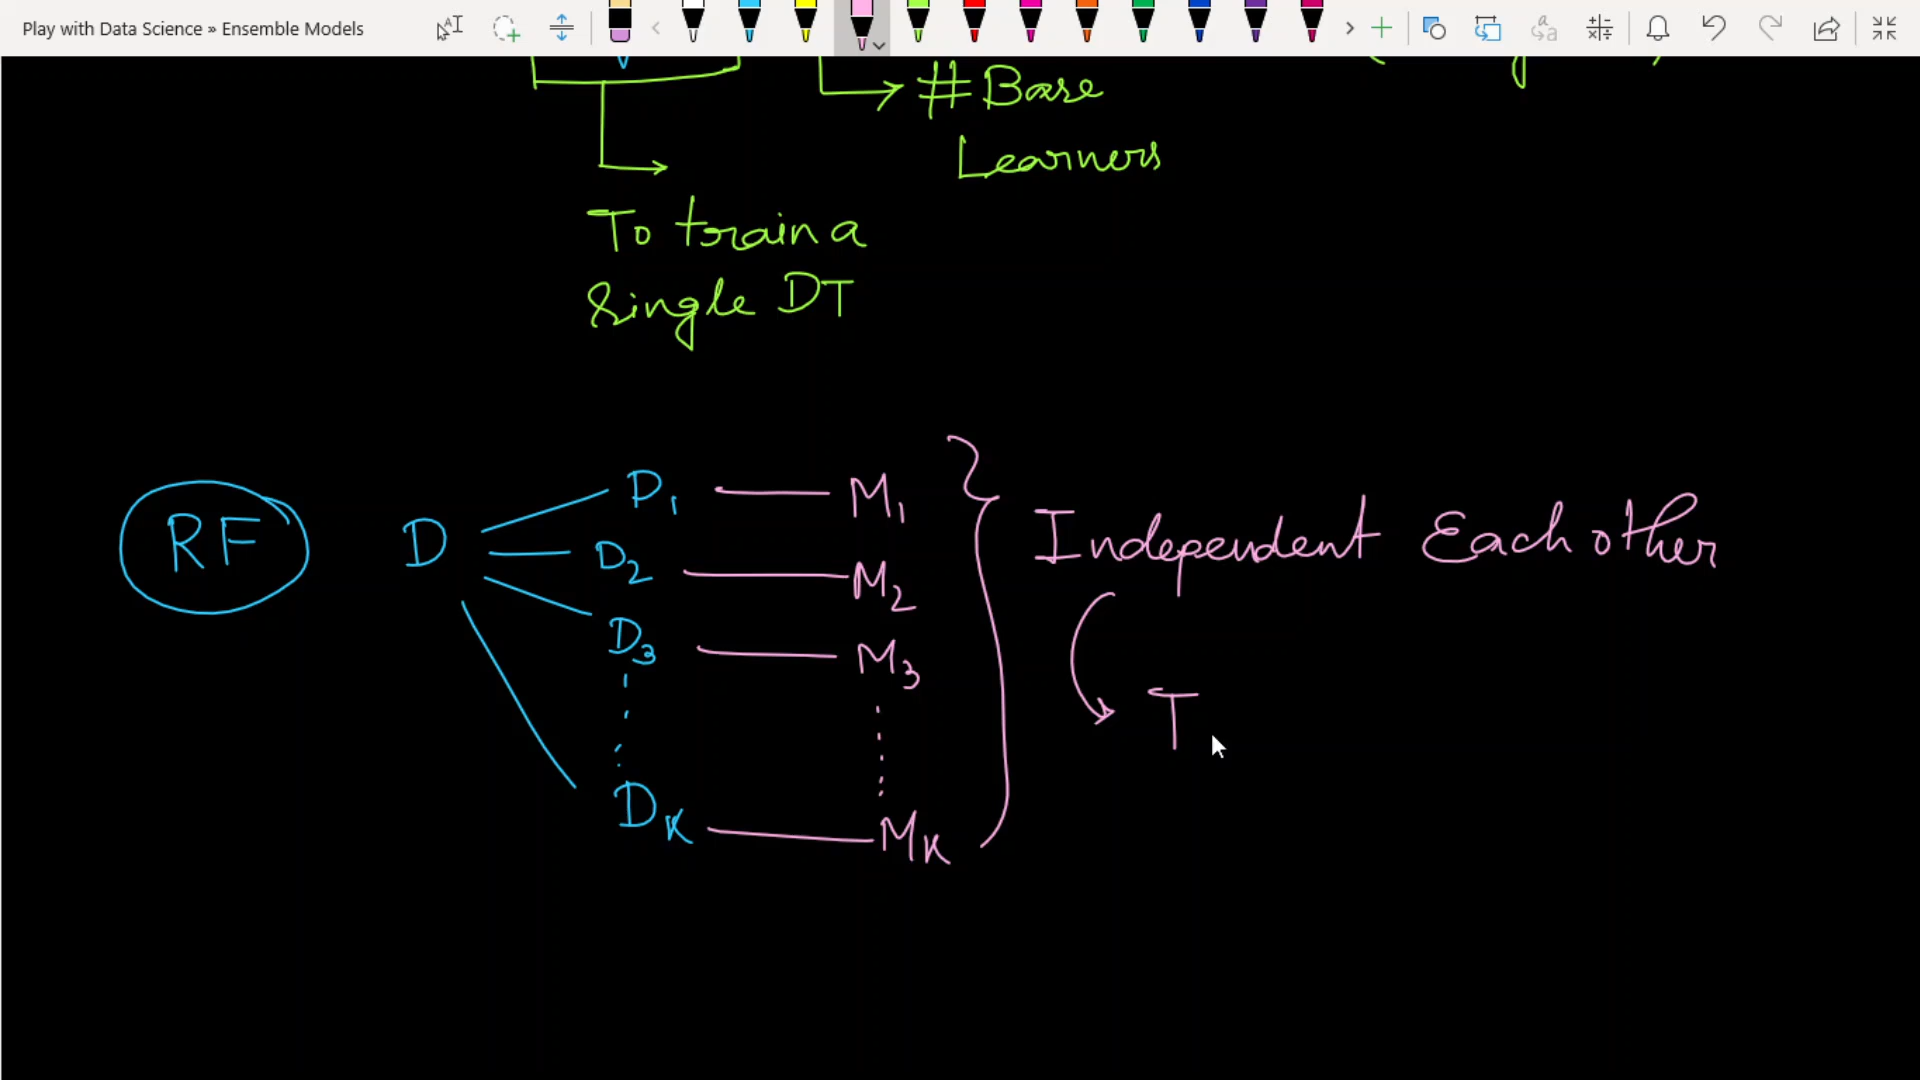 Play with Data Science » Ensemble Models
# Base
Learners
To train a
Single DT
RF D D1 M1
D2 M2
D3 M3
DK MK
Independent Each other
T